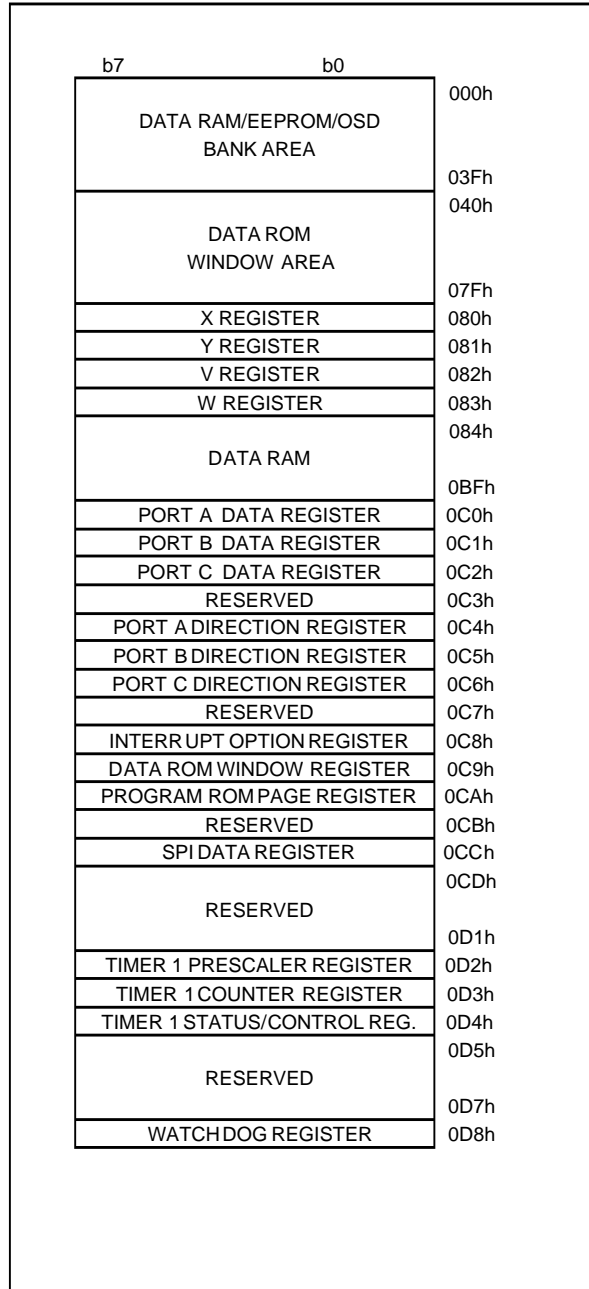 b7 b0
000h
DATA RAM/EEPROM/OSD
BANK AREA
03Fh
040h
DATA ROM
WINDOW AREA
07Fh
X REGISTER 080h
Y REGISTER 081h
V REGISTER 082h
W REGISTER 083h
084h
DATA RAM
0BFh
PORT A DATA REGISTER 0C0h
PORT B DATA REGISTER 0C1h
PORT C DATA REGISTER 0C2h
RESERVED 0C3h
PORT A DIRECTION REGISTER 0C4h
PORT B DIRECTION REGISTER 0C5h
PORT C DIRECTION REGISTER 0C6h
RESERVED 0C7h
INTERRUPT OPTION REGISTER 0C8h
DATA ROM WINDOW REGISTER 0C9h
PROGRAM ROM PAGE REGISTER 0CAh
RESERVED 0CBh
SPI DATA REGISTER 0CCh
0CDh
RESERVED
0D1h
TIMER 1 PRESCALER REGISTER 0D2h
TIMER 1 COUNTER REGISTER 0D3h
TIMER 1 STATUS/CONTROL REG. 0D4h
0D5h
RESERVED
0D7h
WATCHDOG REGISTER 0D8h